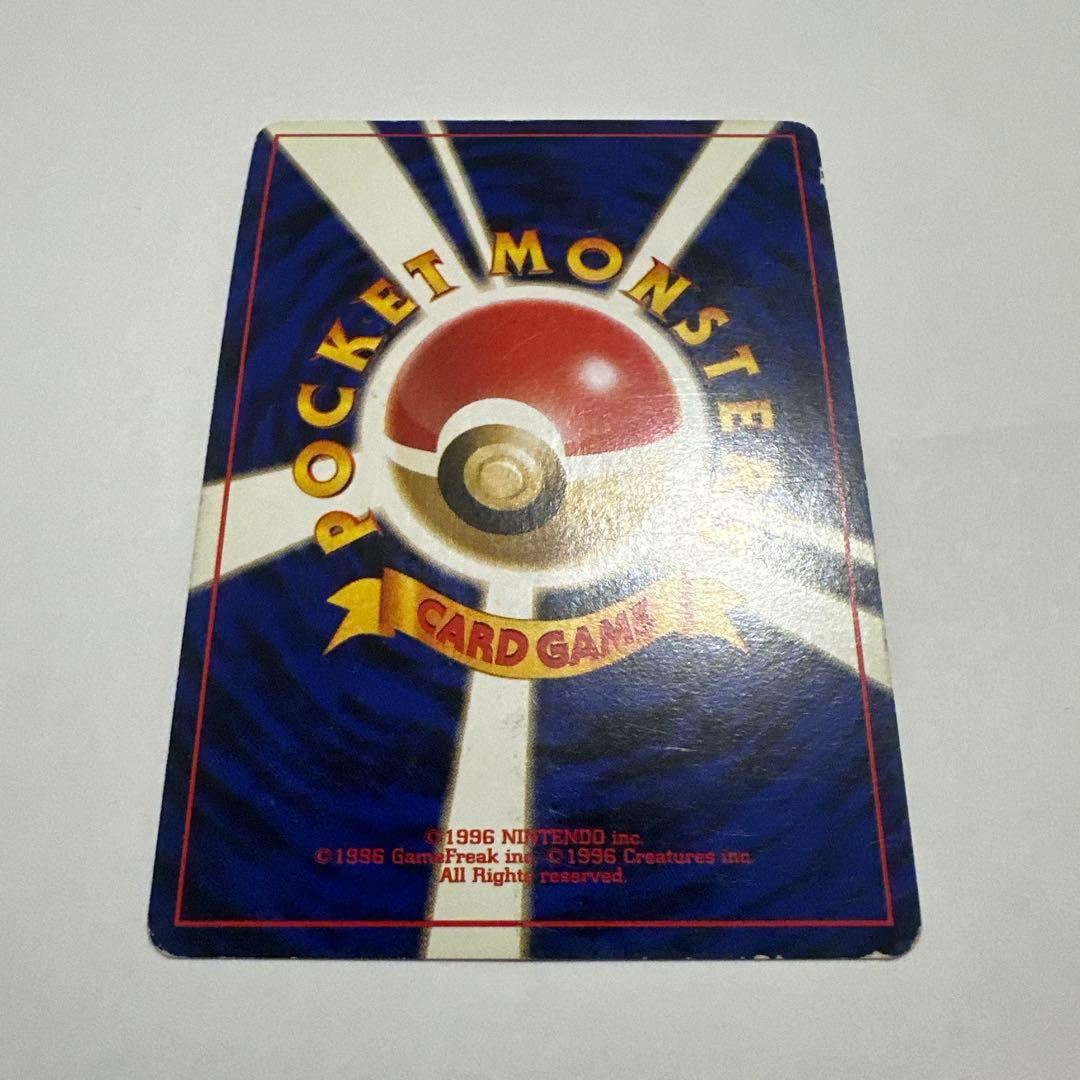 POCKET MONSTERS
CARD GAME
©1996 NINTENDO inc.
©1996 GameFreak inc. ©1996 Creatures inc.
All Rights reserved.